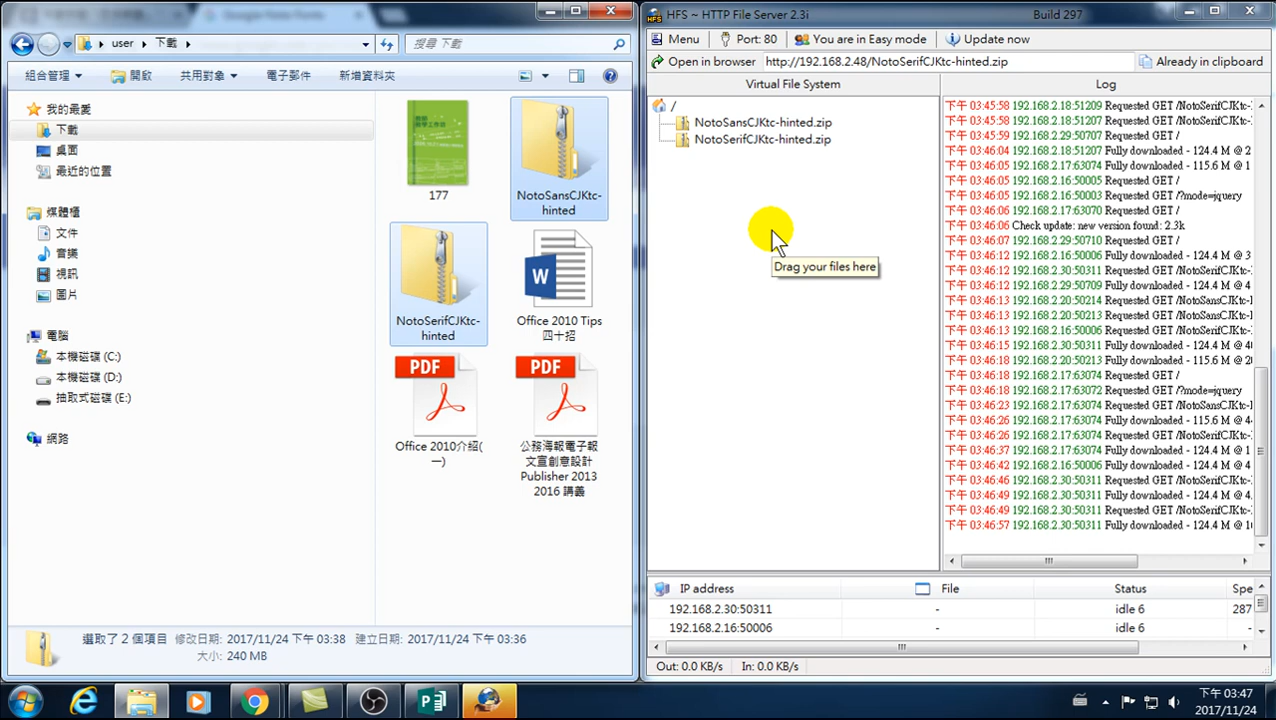 user ▸ 下載 ▸
搜尋 下載
組合管理
開啟
共用對象
電子郵件
新增資料夾
我的最愛
下載
桌面
最近的位置
媒體櫃
文件
音樂
視訊
圖片
電腦
本機磁碟 (C:)
本機磁碟 (D:)
抽取式磁碟 (E:)
網路
177
NotoSansCJKtc-
hinted
NotoSerifCJKtc-
hinted
W
Office 2010 Tips
四十招
PDF
Office 2010介紹(
一)
PDF
公務海報電子報
文宣創意設計
Publisher 2013
2016 講義
選取了 2 個項目 修改日期: 2017/11/24 下午 03:38 建立日期: 2017/11/24 下午 03:36
大小: 240 MB
HFS ~ HTTP File Server 2.3i
Build 297
Menu
Port: 80
You are in Easy mode
Update now
Open in browser
http://192.168.2.48/NotoSerifCJKtc-hinted.zip
Already in clipboard
Virtual File System
Log
/
NotoSansCJKtc-hinted.zip
NotoSerifCJKtc-hinted.zip
Drag your files here
下午 03:45:58 192.168.2.18:51209 Requested GET /NotoSerifCJKtc-
下午 03:45:58 192.168.2.18:51207 Requested GET /NotoSerifCJKtc-
下午 03:45:59 192.168.2.29:50707 Requested GET /
下午 03:46:04 192.168.2.18:51207 Fully downloaded - 124.4 M @ 2
下午 03:46:05 192.168.2.17:63074 Fully downloaded - 115.6 M @
下午 03:46:05 192.168.2.16:50005 Requested GET /
下午 03:46:05 192.168.2.16:50003 Requested GET /?mode=jquery
下午 03:46:06 192.168.2.17:63070 Requested GET /
下午 03:46:06 Check update: new version found: 2.3k
下午 03:46:07 192.168.2.29:50710 Requested GET /
下午 03:46:12 192.168.2.16:50006 Fully downloaded - 124.4 M @ 3
下午 03:46:12 192.168.2.30:50311 Requested GET /NotoSerifCJKtc-
下午 03:46:12 192.168.2.29:50709 Fully downloaded - 124.4 M @
下午 03:46:13 192.168.2.20:50214 Requested GET /NotoSansCJKtc-
下午 03:46:13 192.168.2.20:50213 Requested GET /NotoSansCJKtc-
下午 03:46:13 192.168.2.16:50006 Requested GET /NotoSerifCJKtc-
下午 03:46:15 192.168.2.30:50311 Fully downloaded - 124.4 M @ 4
下午 03:46:18 192.168.2.20:50213 Fully downloaded - 115.6 M @
下午 03:46:18 192.168.2.17:63074 Requested GET /
下午 03:46:18 192.168.2.17:63072 Requested GET /?mode=jquery
下午 03:46:23 192.168.2.17:63074 Requested GET /NotoSansCJKtc-
下午 03:46:26 192.168.2.17:63074 Fully downloaded - 115.6 M @ 4
下午 03:46:26 192.168.2.17:63074 Requested GET /NotoSerifCJKtc-
下午 03:46:37 192.168.2.17:63074 Fully downloaded - 124.4 M @
下午 03:46:42 192.168.2.16:50006 Fully downloaded - 124.4 M @
下午 03:46:46 192.168.2.30:50311 Requested GET /NotoSerifCJKtc-
下午 03:46:49 192.168.2.30:50311 Fully downloaded - 124.4 M @ 4
下午 03:46:49 192.168.2.30:50311 Requested GET /NotoSerifCJKtc-
下午 03:46:57 192.168.2.30:50311 Fully downloaded - 124.4 M @ 1
IP address
File
Status
Spe
192.168.2.30:50311 - idle 6 287
192.168.2.16:50006 - idle 6 -
Out: 0.0 KB/s
In: 0.0 KB/s
下午 03:47
2017/11/24